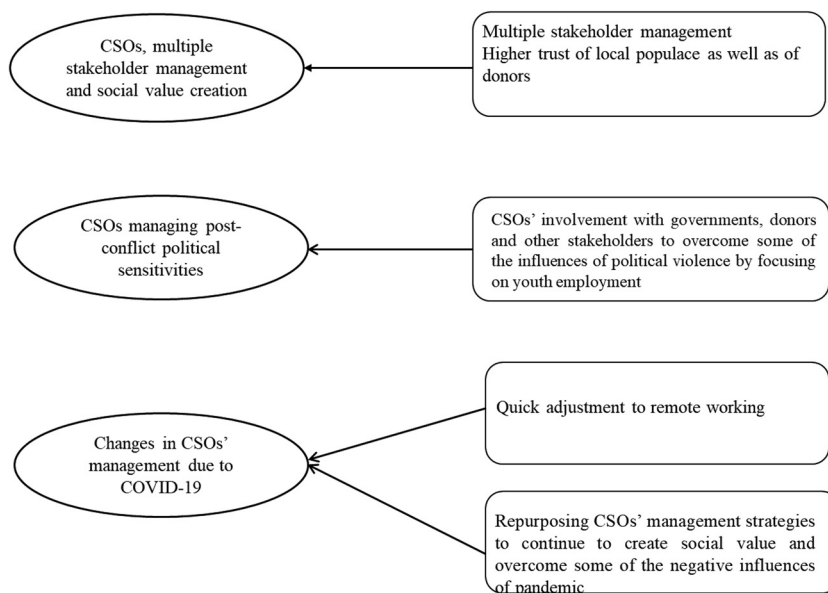 CSOs, multiple
stakeholder management
and social value creation
Multiple stakeholder management
Higher trust of local populace as well as of
donors
CSOs managing post-
conflict political
sensitivities
CSOs’ involvement with governments, donors
and other stakeholders to overcome some of
the influences of political violence by focusing
on youth employment
Changes in CSOs’
management due to
COVID-19
Quick adjustment to remote working
Repurposing CSOs’ management strategies
to continue to create social value and
overcome some of the negative influences
of pandemic